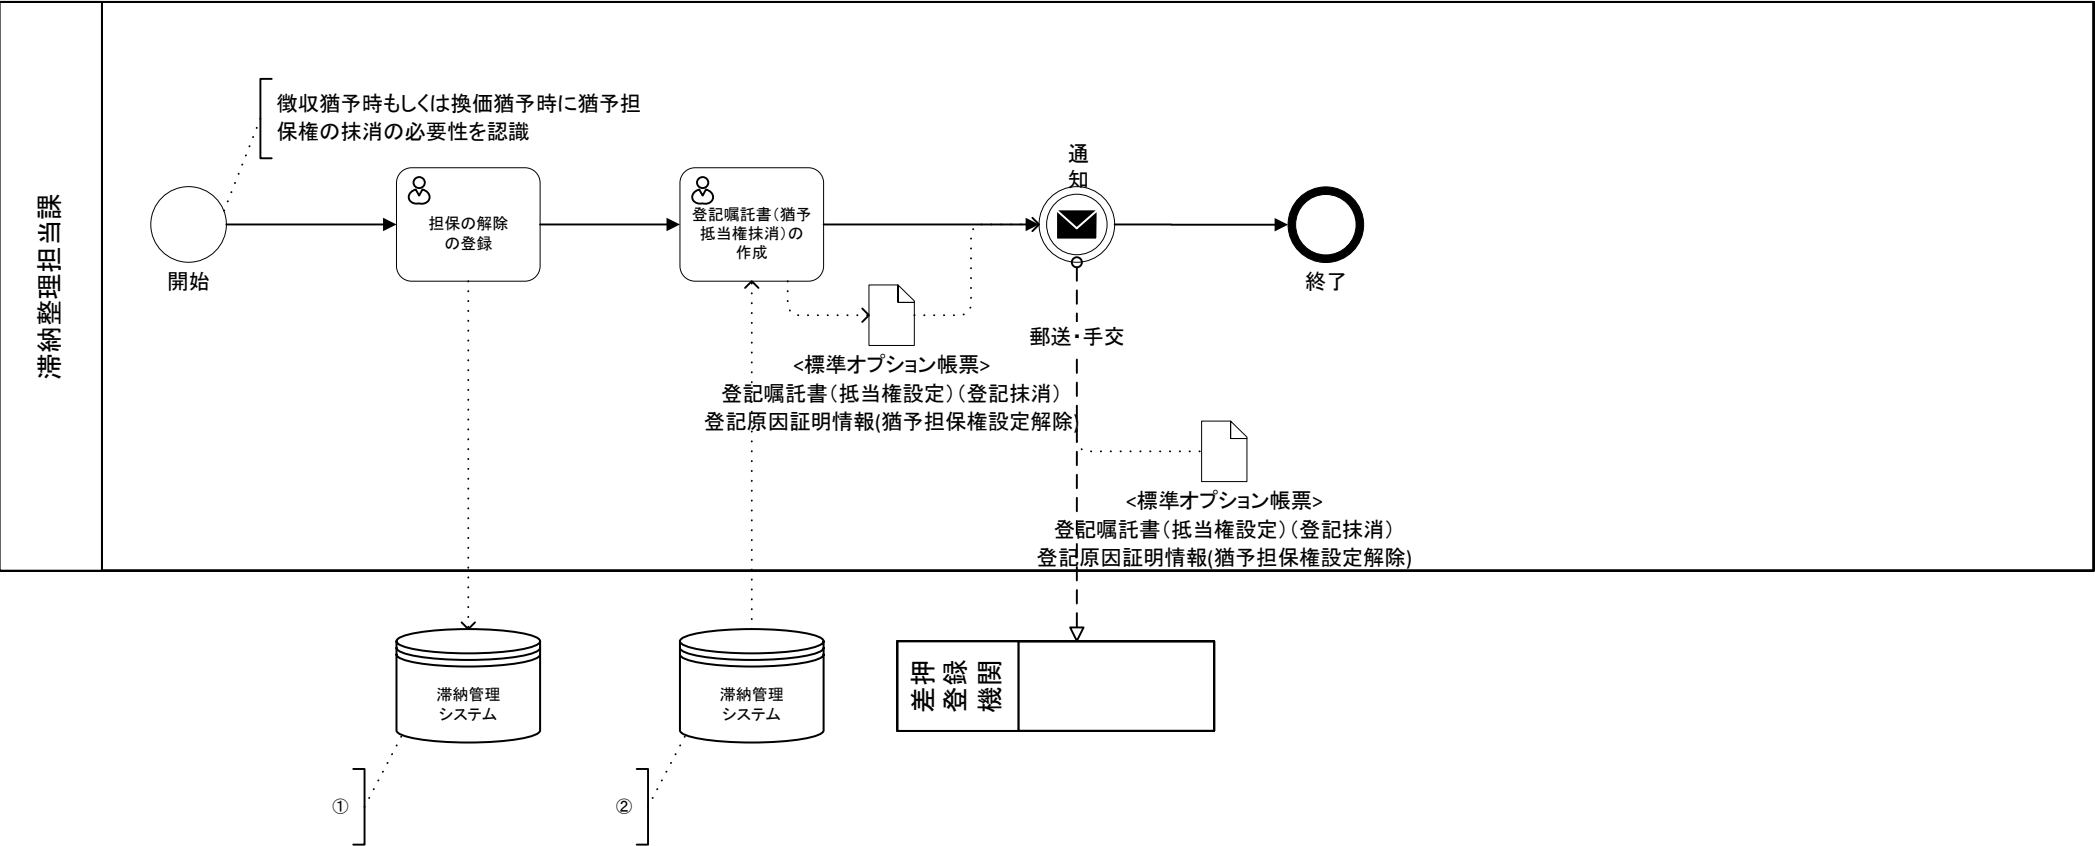 滞納整理担当課
徴収猶予時もしくは換価猶予時に猶予担
保権の抹消の必要性を認識
開始
担保の解除
の登録
登記嘱託書（猶予
抵当権抹消）の
作成
通
知
終了
<標準オプション帳票>
登記嘱託書（抵当権設定）（登記抹消）
登記原因証明情報(猶予担保権設定解除)
郵送・手交
<標準オプション帳票>
登記嘱託書（抵当権設定）（登記抹消）
登記原因証明情報(猶予担保権設定解除)
滞納管理
システム
滞納管理
システム
差押
登録
機関
①
②